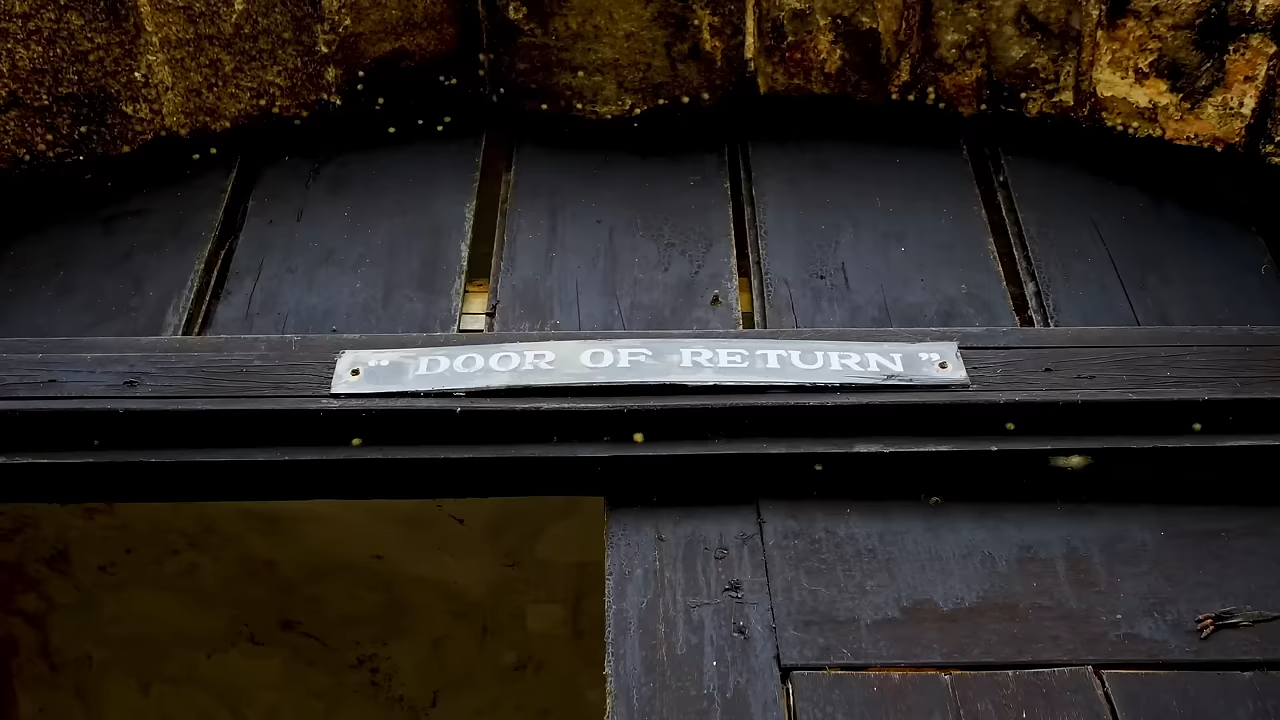 “ DOOR OF RETURN ”